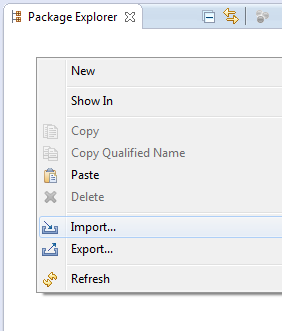 Package Explorer
New
Show In
Copy
Copy Qualified Name
Paste
Delete
Import...
Export...
Refresh